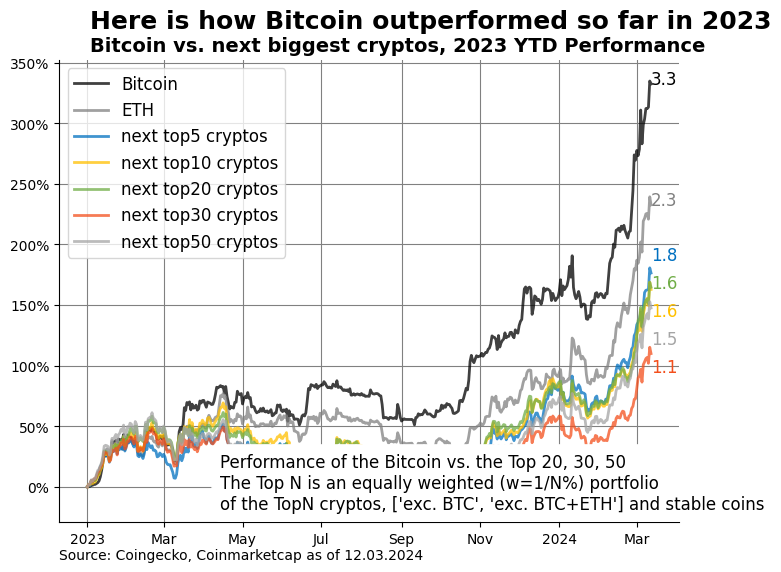 Here is how Bitcoin outperformed so far in 2023
Bitcoin vs. next biggest cryptos, 2023 YTD Performance
350%
300%
250%
200%
150%
100%
50%
0%
Bitcoin
ETH
next top5 cryptos
next top10 cryptos
next top20 cryptos
next top30 cryptos
next top50 cryptos
3.3
2.3
1.8
1.6
1.6
1.5
1.1
Performance of the Bitcoin vs. the Top 20, 30, 50
The Top N is an equally weighted (w=1/N%) portfolio
of the TopN cryptos, ['exc. BTC', 'exc. BTC+ETH'] and stable coins
2023 Mar May Jul Sep Nov 2024 Mar
Source: Coingecko, Coinmarketcap as of 12.03.2024